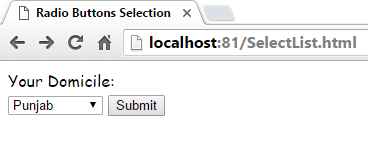 Radio Buttons Selection
localhost:81/SelectList.html
Your Domicile:
Punjab Submit